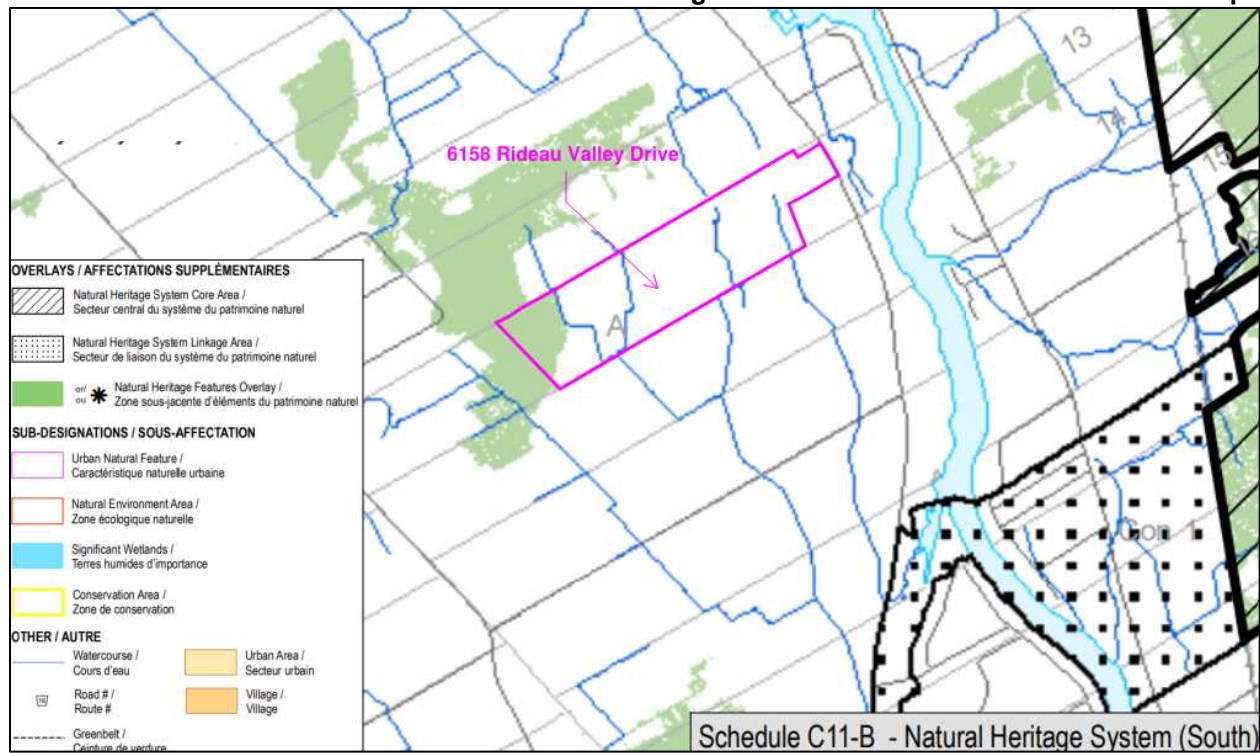 6158 Rideau Valley Drive
13
14
15
A
Con 1
OVERLAYS / AFFECTATIONS SUPPLÉMENTAIRES
Natural Heritage System Core Area /
Secteur central du système du patrimoine naturel
Natural Heritage System Linkage Area /
Secteur de liaison du système du patrimoine naturel
or/
ou
Natural Heritage Features Overlay /
Zone sous-jacente d'éléments du patrimoine naturel
SUB-DESIGNATIONS / SOUS-AFFECTATION
Urban Natural Feature /
Caractéristique naturelle urbaine
Natural Environment Area /
Zone écologique naturelle
Significant Wetlands /
Terres humides d'importance
Conservation Area /
Zone de conservation
OTHER / AUTRE
Watercourse /
Cours d'eau
Urban Area /
Secteur urbain
Road # /
Route #
Village /
Village
Greenbelt /
Ceinture de verdure
Schedule C11-B - Natural Heritage System (South